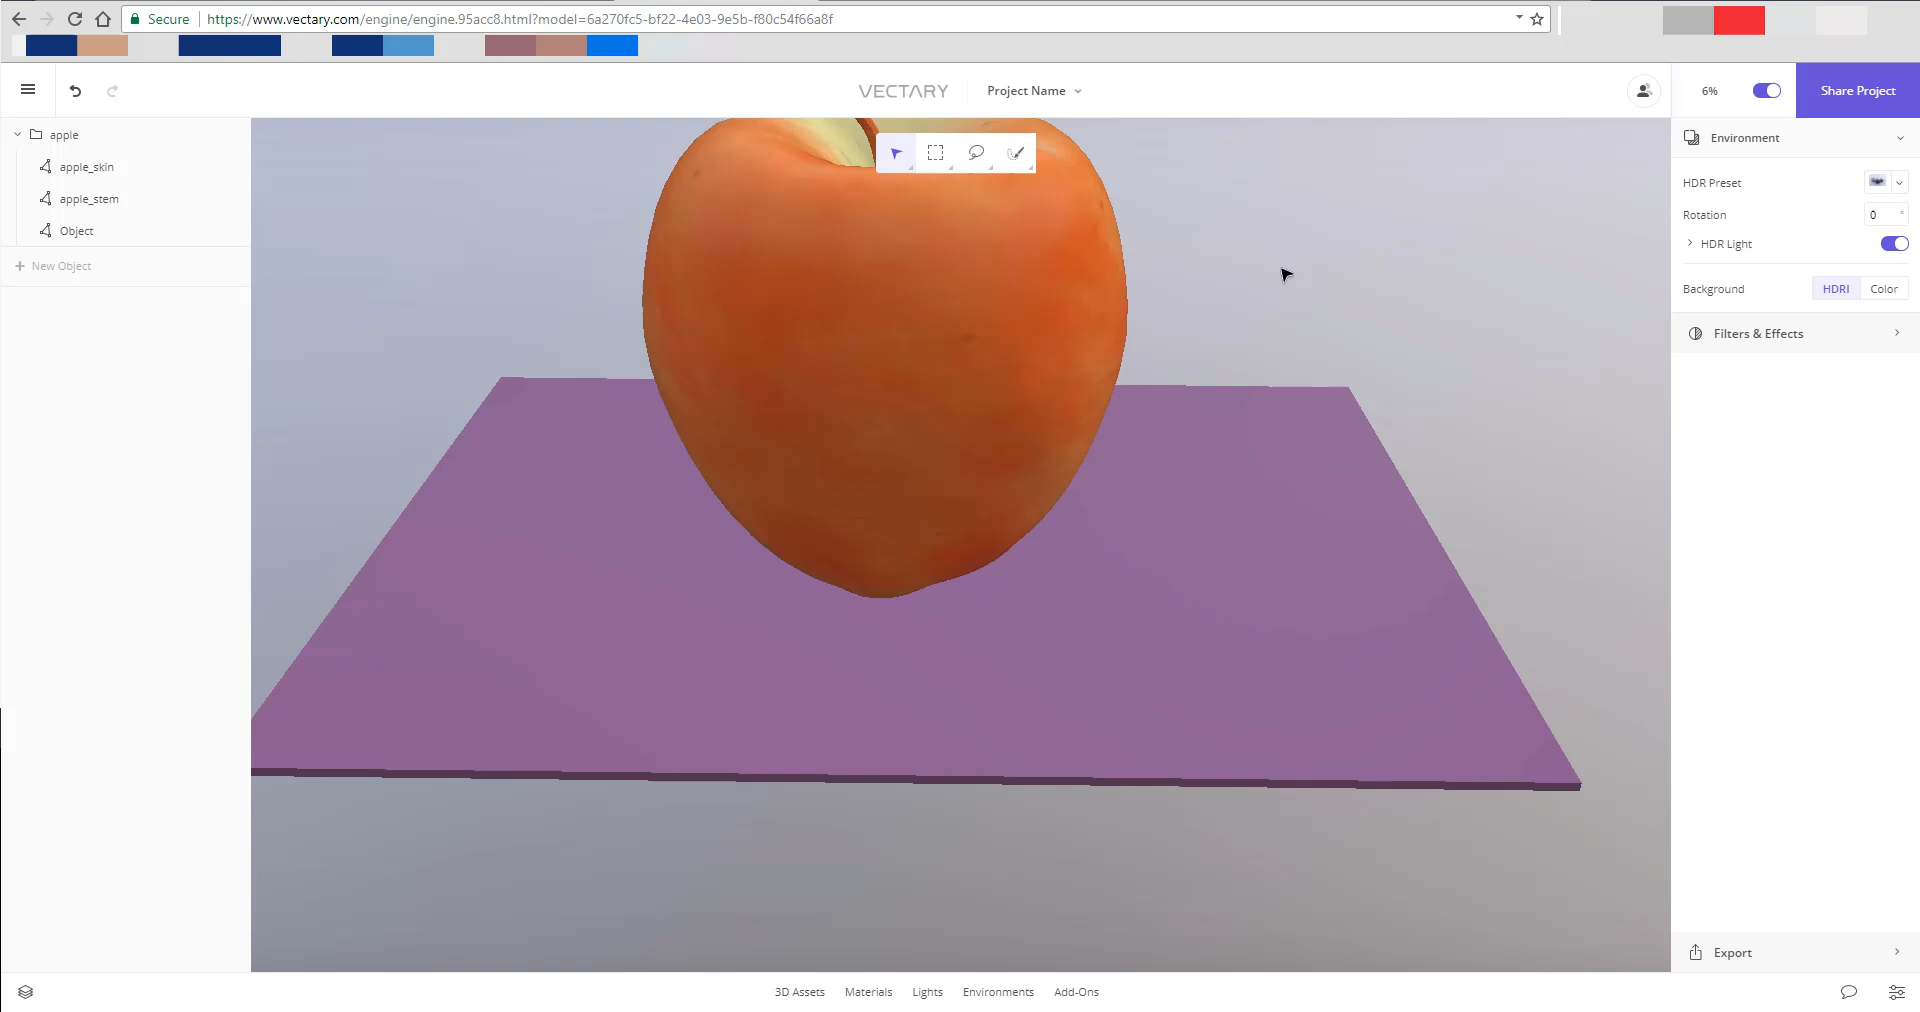 Secure https://www.vectary.com/engine/engine.95acc8.html?model=6a270fc5-bf22-4e03-9e5b-f80c54f66a8f
VECTARY Project Name 6% Share Project
apple
apple_skin
apple_stem
Object
New Object
Environment
HDR Preset
Rotation 0 °
HDR Light
Background HDRI Color
Filters & Effects
Export
3D Assets Materials Lights Environments Add-Ons